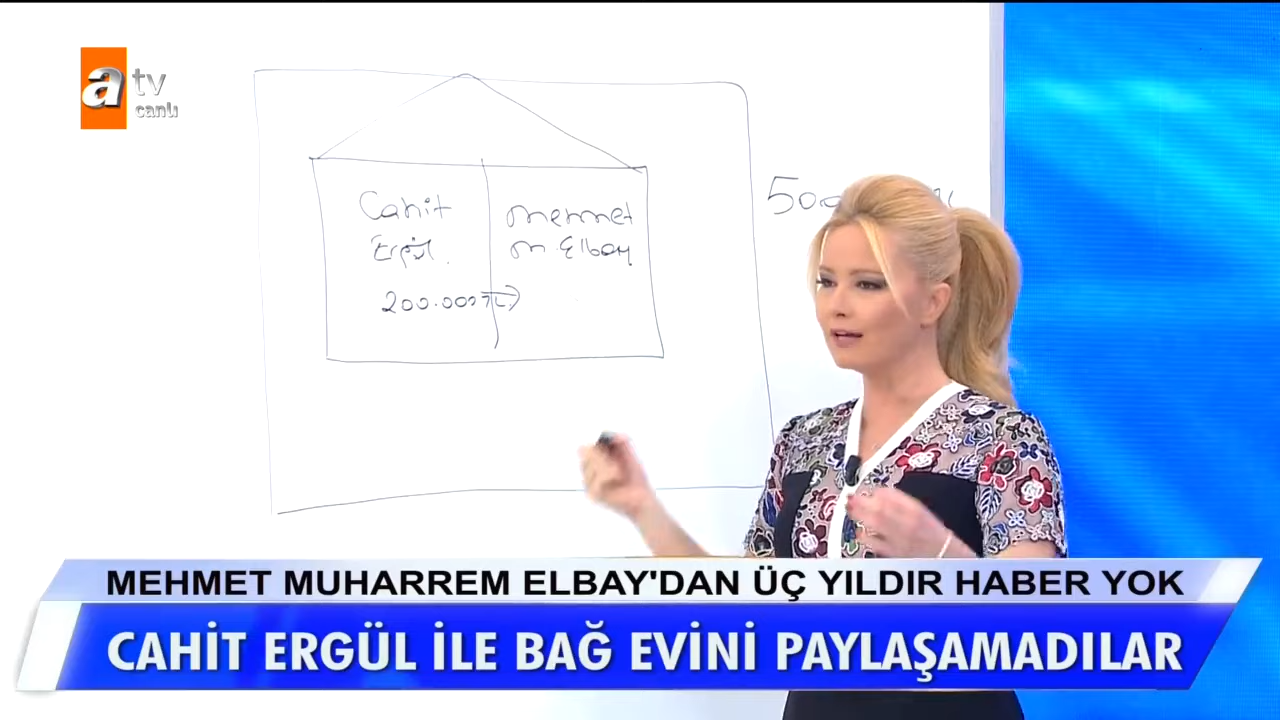 a tv
canlı
Cahit
Ergül
200.000 TL
Mehmet
M. Elbay
MEHMET MUHARREM ELBAY'DAN ÜÇ YILDIR HABER YOK
CAHİT ERGÜL İLE BAĞ EVİNİ PAYLAŞAMADILAR